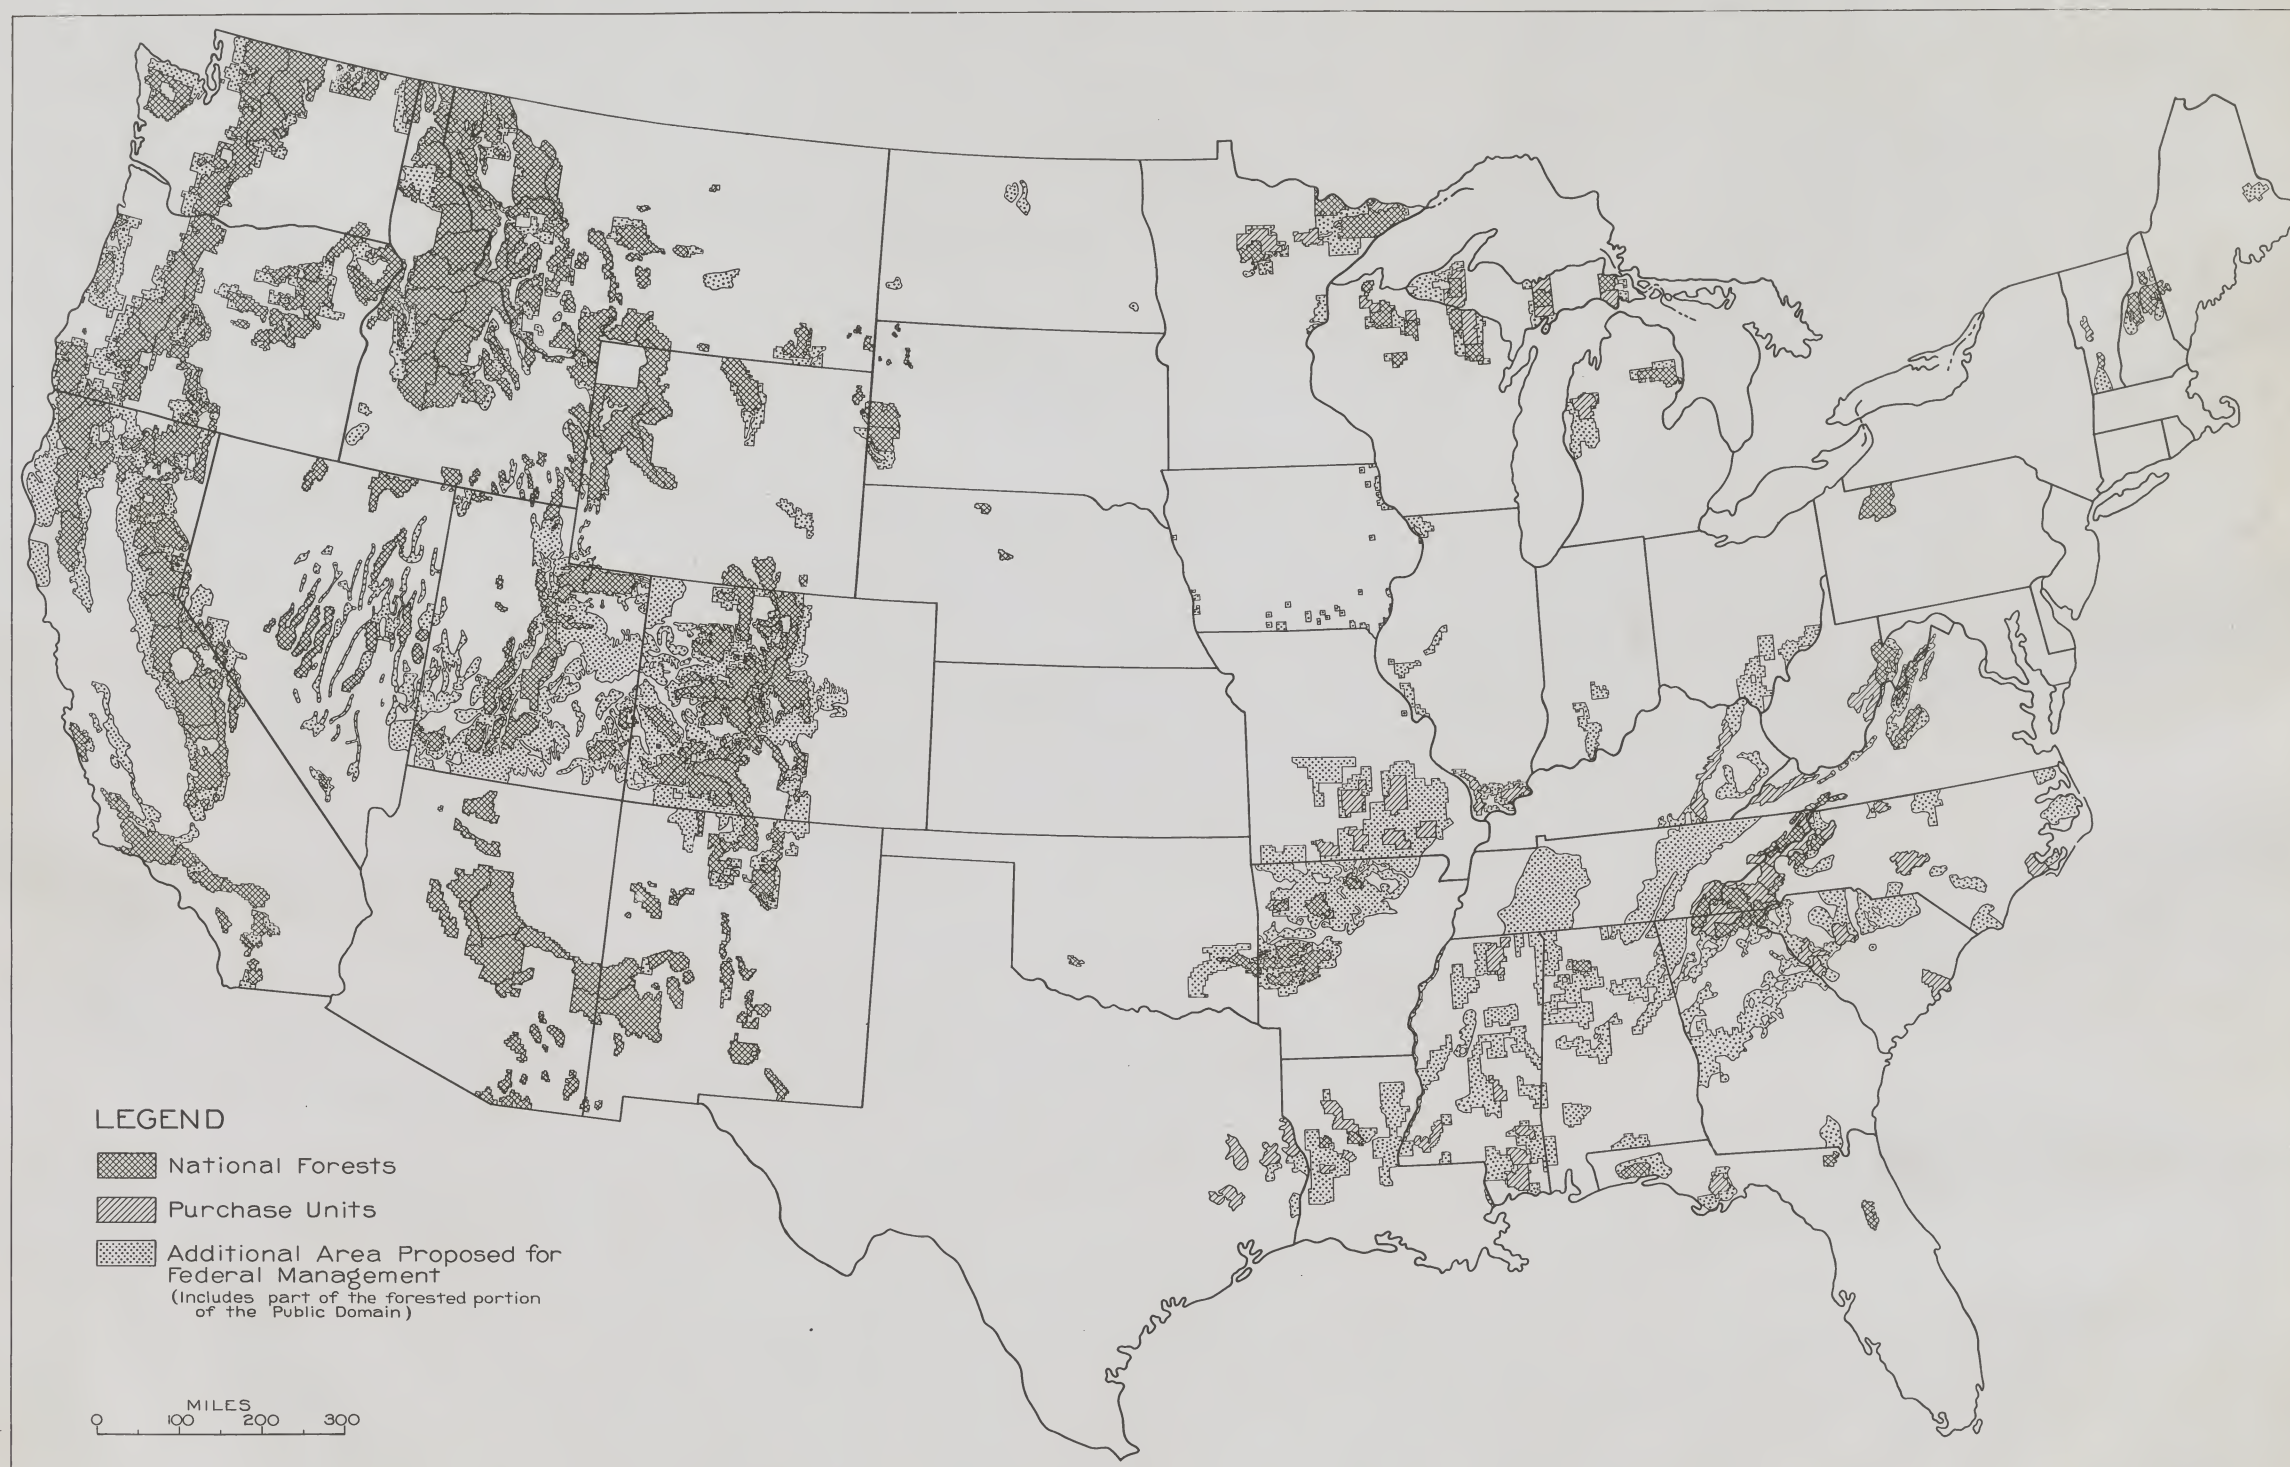 LEGEND
National Forests
Purchase Units
Additional Area Proposed for
Federal Management
(Includes part of the forested portion
of the Public Domain)
MILES
0 100 200 300